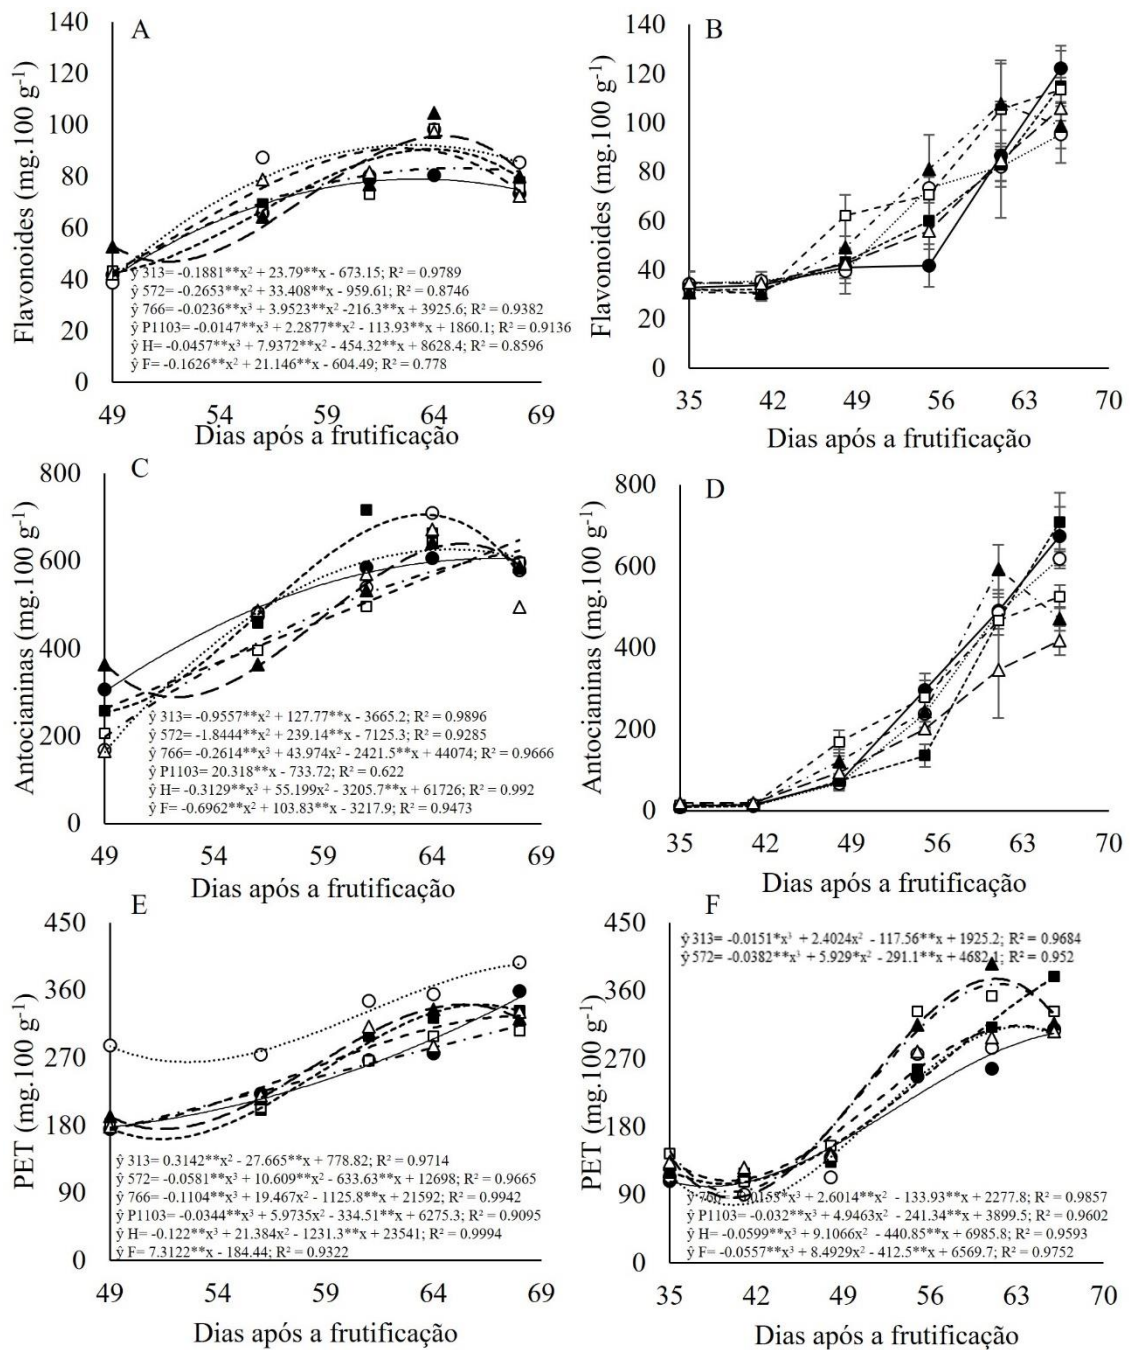 A
Flavonoides (mg.100 g⁻¹)
140
120
100
80
60
40
20
0
ŷ 313= -0.1881**x² + 23.79**x - 673.15; R² = 0.9789
ŷ 572= -0.2653**x² + 33.408**x - 959.61; R² = 0.8746
ŷ 766= -0.0236**x³ + 3.9523**x² -216.3**x + 3925.6; R² = 0.9382
ŷ P1103= -0.0147**x³ + 2.2877**x² - 113.93**x + 1860.1; R² = 0.9136
ŷ H= -0.0457**x³ + 7.9372**x² - 454.32**x + 8628.4; R² = 0.8596
ŷ F= -0.1626**x² + 21.146**x - 604.49; R² = 0.778
49 54 59 64 69
Dias após a frutificação
B
Flavonoides (mg.100 g⁻¹)
140
120
100
80
60
40
20
0
35 42 49 56 63 70
Dias após a frutificação
C
Antocianinas (mg.100 g⁻¹)
800
600
400
200
0
ŷ 313= -0.9557**x² + 127.77**x - 3665.2; R² = 0.9896
ŷ 572= -1.8444**x² + 239.14**x - 7125.3; R² = 0.9285
ŷ 766= -0.2614**x³ + 43.974x² - 2421.5**x + 44074; R² = 0.9666
ŷ P1103= 20.318**x - 733.72; R² = 0.622
ŷ H= -0.3129**x³ + 55.199x² - 3205.7**x + 61726; R² = 0.992
ŷ F= -0.6962**x² + 103.83**x - 3217.9; R² = 0.9473
49 54 59 64 69
Dias após a frutificação
D
Antocianinas (mg.100 g⁻¹)
800
600
400
200
0
35 42 49 56 63 70
Dias após a frutificação
E
PET (mg.100 g⁻¹)
450
360
270
180
90
0
ŷ 313= 0.3142**x² - 27.665**x + 778.82; R² = 0.9714
ŷ 572= -0.0581**x³ + 10.609**x² - 633.63**x + 12698; R² = 0.9665
ŷ 766= -0.1104**x³ + 19.467x² - 1125.8**x + 21592; R² = 0.9942
ŷ P1103= -0.0344**x³ + 5.9735x² - 334.51**x + 6275.3; R² = 0.9095
ŷ H= -0.122**x³ + 21.384x² - 1231.3**x + 23541; R² = 0.9994
ŷ F= 7.3122**x - 184.44; R² = 0.9322
49 54 59 64 69
Dias após a frutificação
F
PET (mg.100 g⁻¹)
450
360
270
180
90
0
ŷ 313= -0.0151*x³ + 2.4024x² - 117.56**x + 1925.2; R² = 0.9684
ŷ 572= -0.0382**x³ + 5.929*x² - 291.1**x + 4682.1; R² = 0.952
+ 2.6014**x² - 133.93**x + 2277.8; R² = 0.9857
ŷ P1103= -0.032**x³ + 4.9463x² - 241.34**x + 3899.5; R² = 0.9602
ŷ H= -0.0599**x³ + 9.1066x² - 440.85**x + 6985.8; R² = 0.9593
ŷ F= -0.0557**x³ + 8.4929x² - 412.5**x + 6569.7; R² = 0.9752
35 42 49 56 63 70
Dias após a frutificação